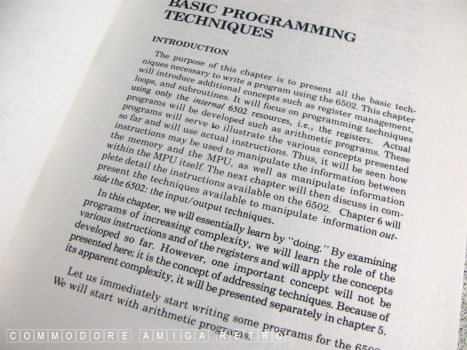 BASIC PROGRAMMING
TECHNIQUES
INTRODUCTION
The purpose of this chapter is to present all the basic tech-
niques necessary to write a program using the 6502. This chapter
will introduce additional concepts such as register management,
loops, and subroutines. It will focus on programming techniques
using only the internal 6502 resources, i.e., the registers. Actual
programs will be developed such as arithmetic programs. These
programs will serve to illustrate the various concepts presented
so far and will use actual instructions. Thus, it will be seen how
instructions may be used to manipulate the information between
the memory and the MPU, as well as manipulate information
within the MPU itself. The next chapter will then discuss in com-
plete detail the instructions available on the 6502. Chapter 6 will
present the techniques available to manipulate information out-
side the 6502: the input/output techniques.
In this chapter, we will essentially learn by "doing." By examining
programs of increasing complexity, we will learn the role of the
various instructions and of the registers and will apply the concepts
developed so far. However, one important concept will not be
presented here; it is the concept of addressing techniques. Because of
its apparent complexity, it will be presented separately in chapter 5.
Let us immediately start writing some programs for the 6502.
We will start with arithmetic programs.
COMMODORE AMIGA RETRO